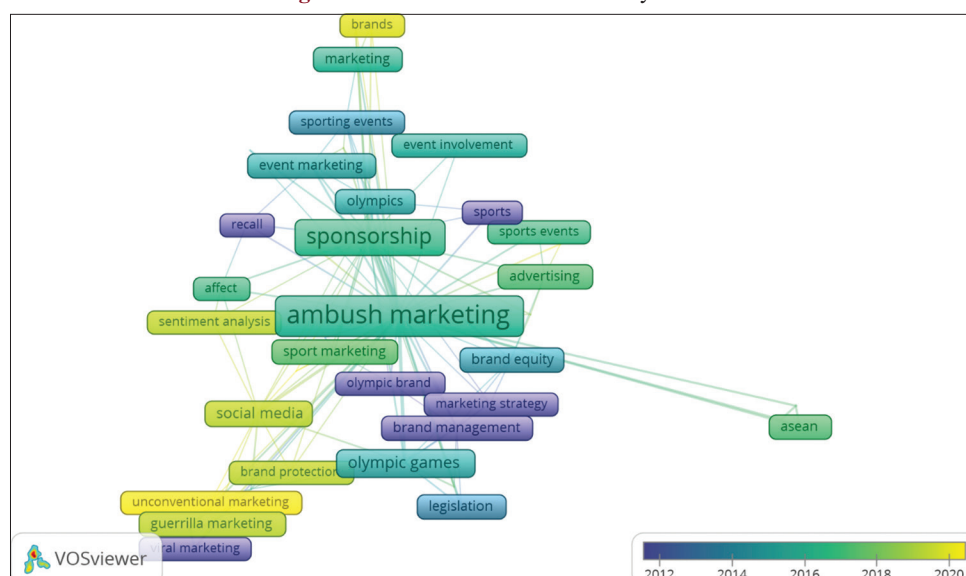 brands
marketing
sporting events
event involvement
event marketing
olympics
sports
recall
sports events
sponsorship
advertising
affect
ambush marketing
sentiment analysis
sport marketing
brand equity
olympic brand
marketing strategy
social media
brand management
asean
olympic games
brand protection
unconventional marketing
legislation
guerrilla marketing
viral marketing
VOSviewer
2012 2014 2016 2018 2020